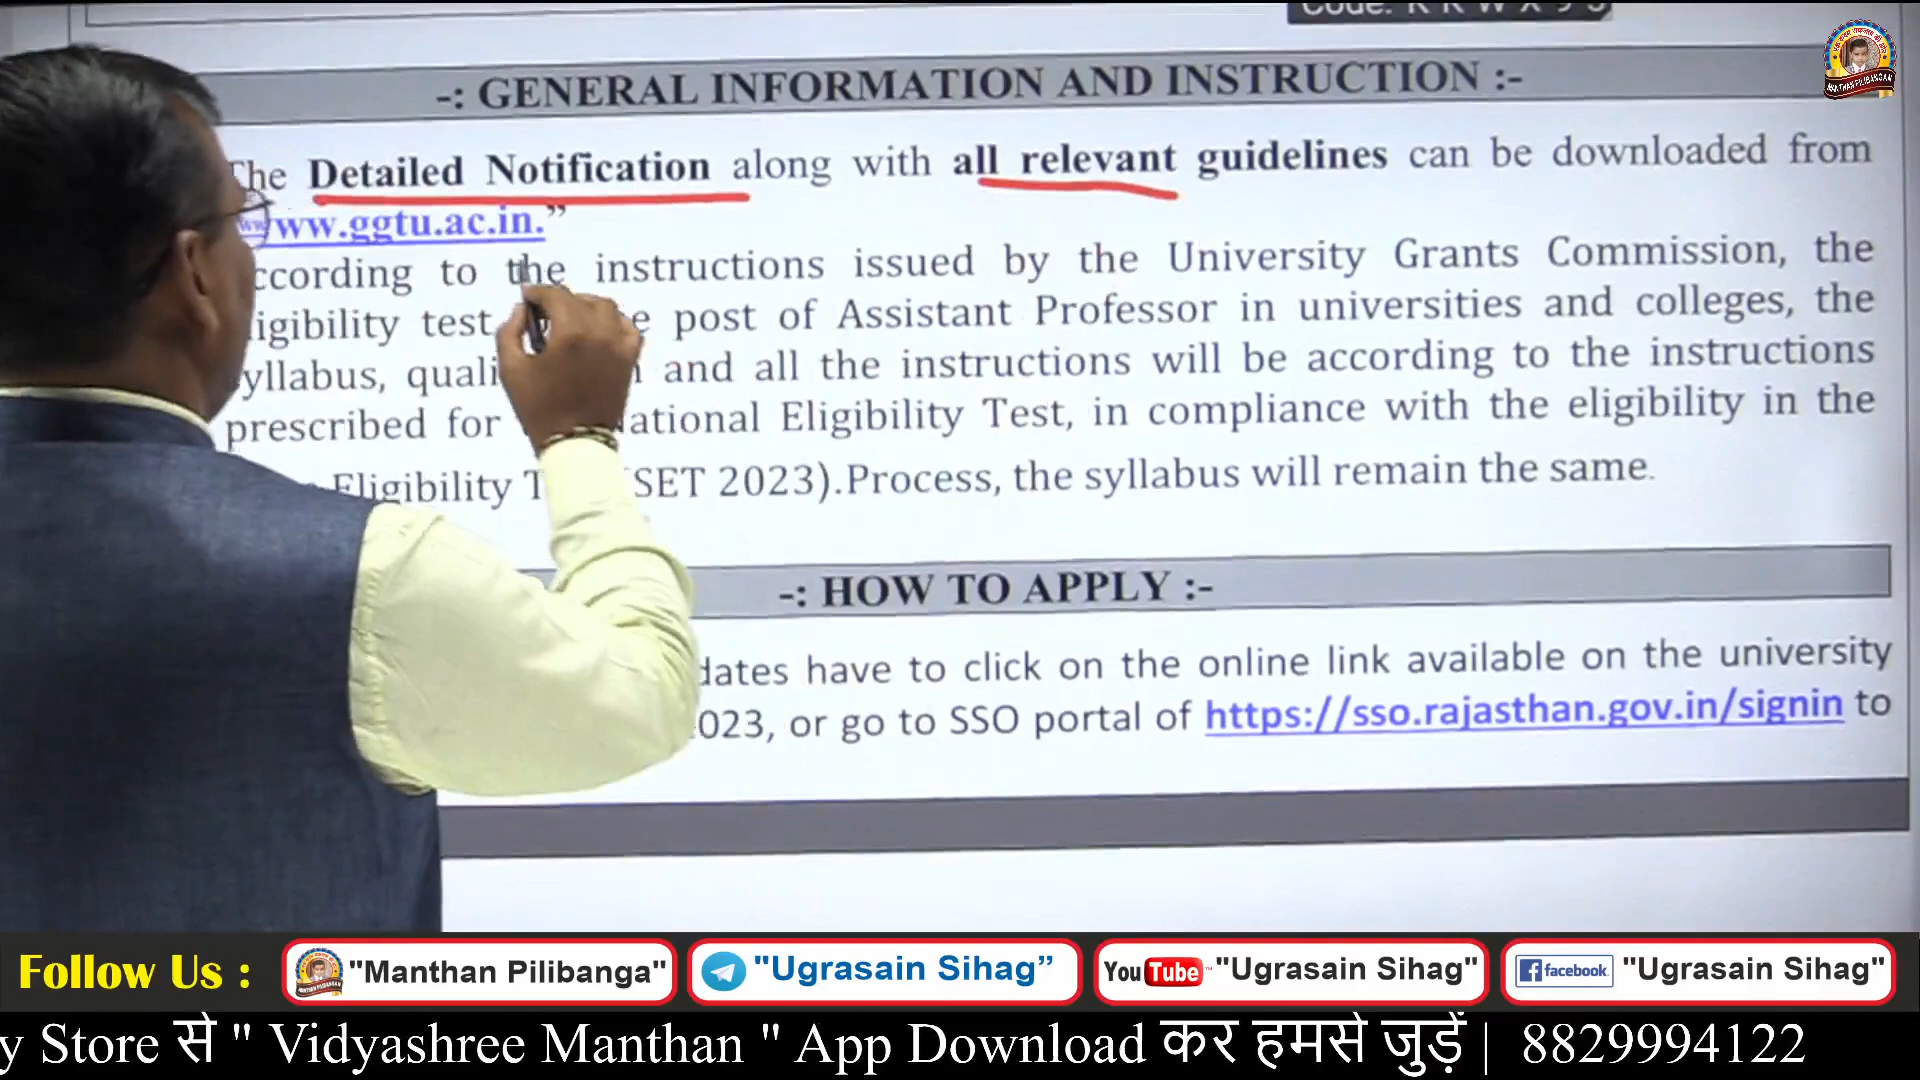 Code: K K W X 9 5
-: GENERAL INFORMATION AND INSTRUCTION :-
The Detailed Notification along with all relevant guidelines can be downloaded from
www.ggtu.ac.in.”
ccording to the instructions issued by the University Grants Commission, the
igibility test post of Assistant Professor in universities and colleges, the
yllabus, quali and all the instructions will be according to the instructions
prescribed for ational Eligibility Test, in compliance with the eligibility in the
Eligibility T SET 2023).Process, the syllabus will remain the same.
-: HOW TO APPLY :-
dates have to click on the online link available on the university
2023, or go to SSO portal of https://sso.rajasthan.gov.in/signin to
MANTHAN PILIBANGAN
Follow Us :
"Manthan Pilibanga"
"Ugrasain Sihag”
YouTube "Ugrasain Sihag"
facebook. "Ugrasain Sihag"
y Store से " Vidyashree Manthan " App Download कर हमसे जुड़ें | 8829994122